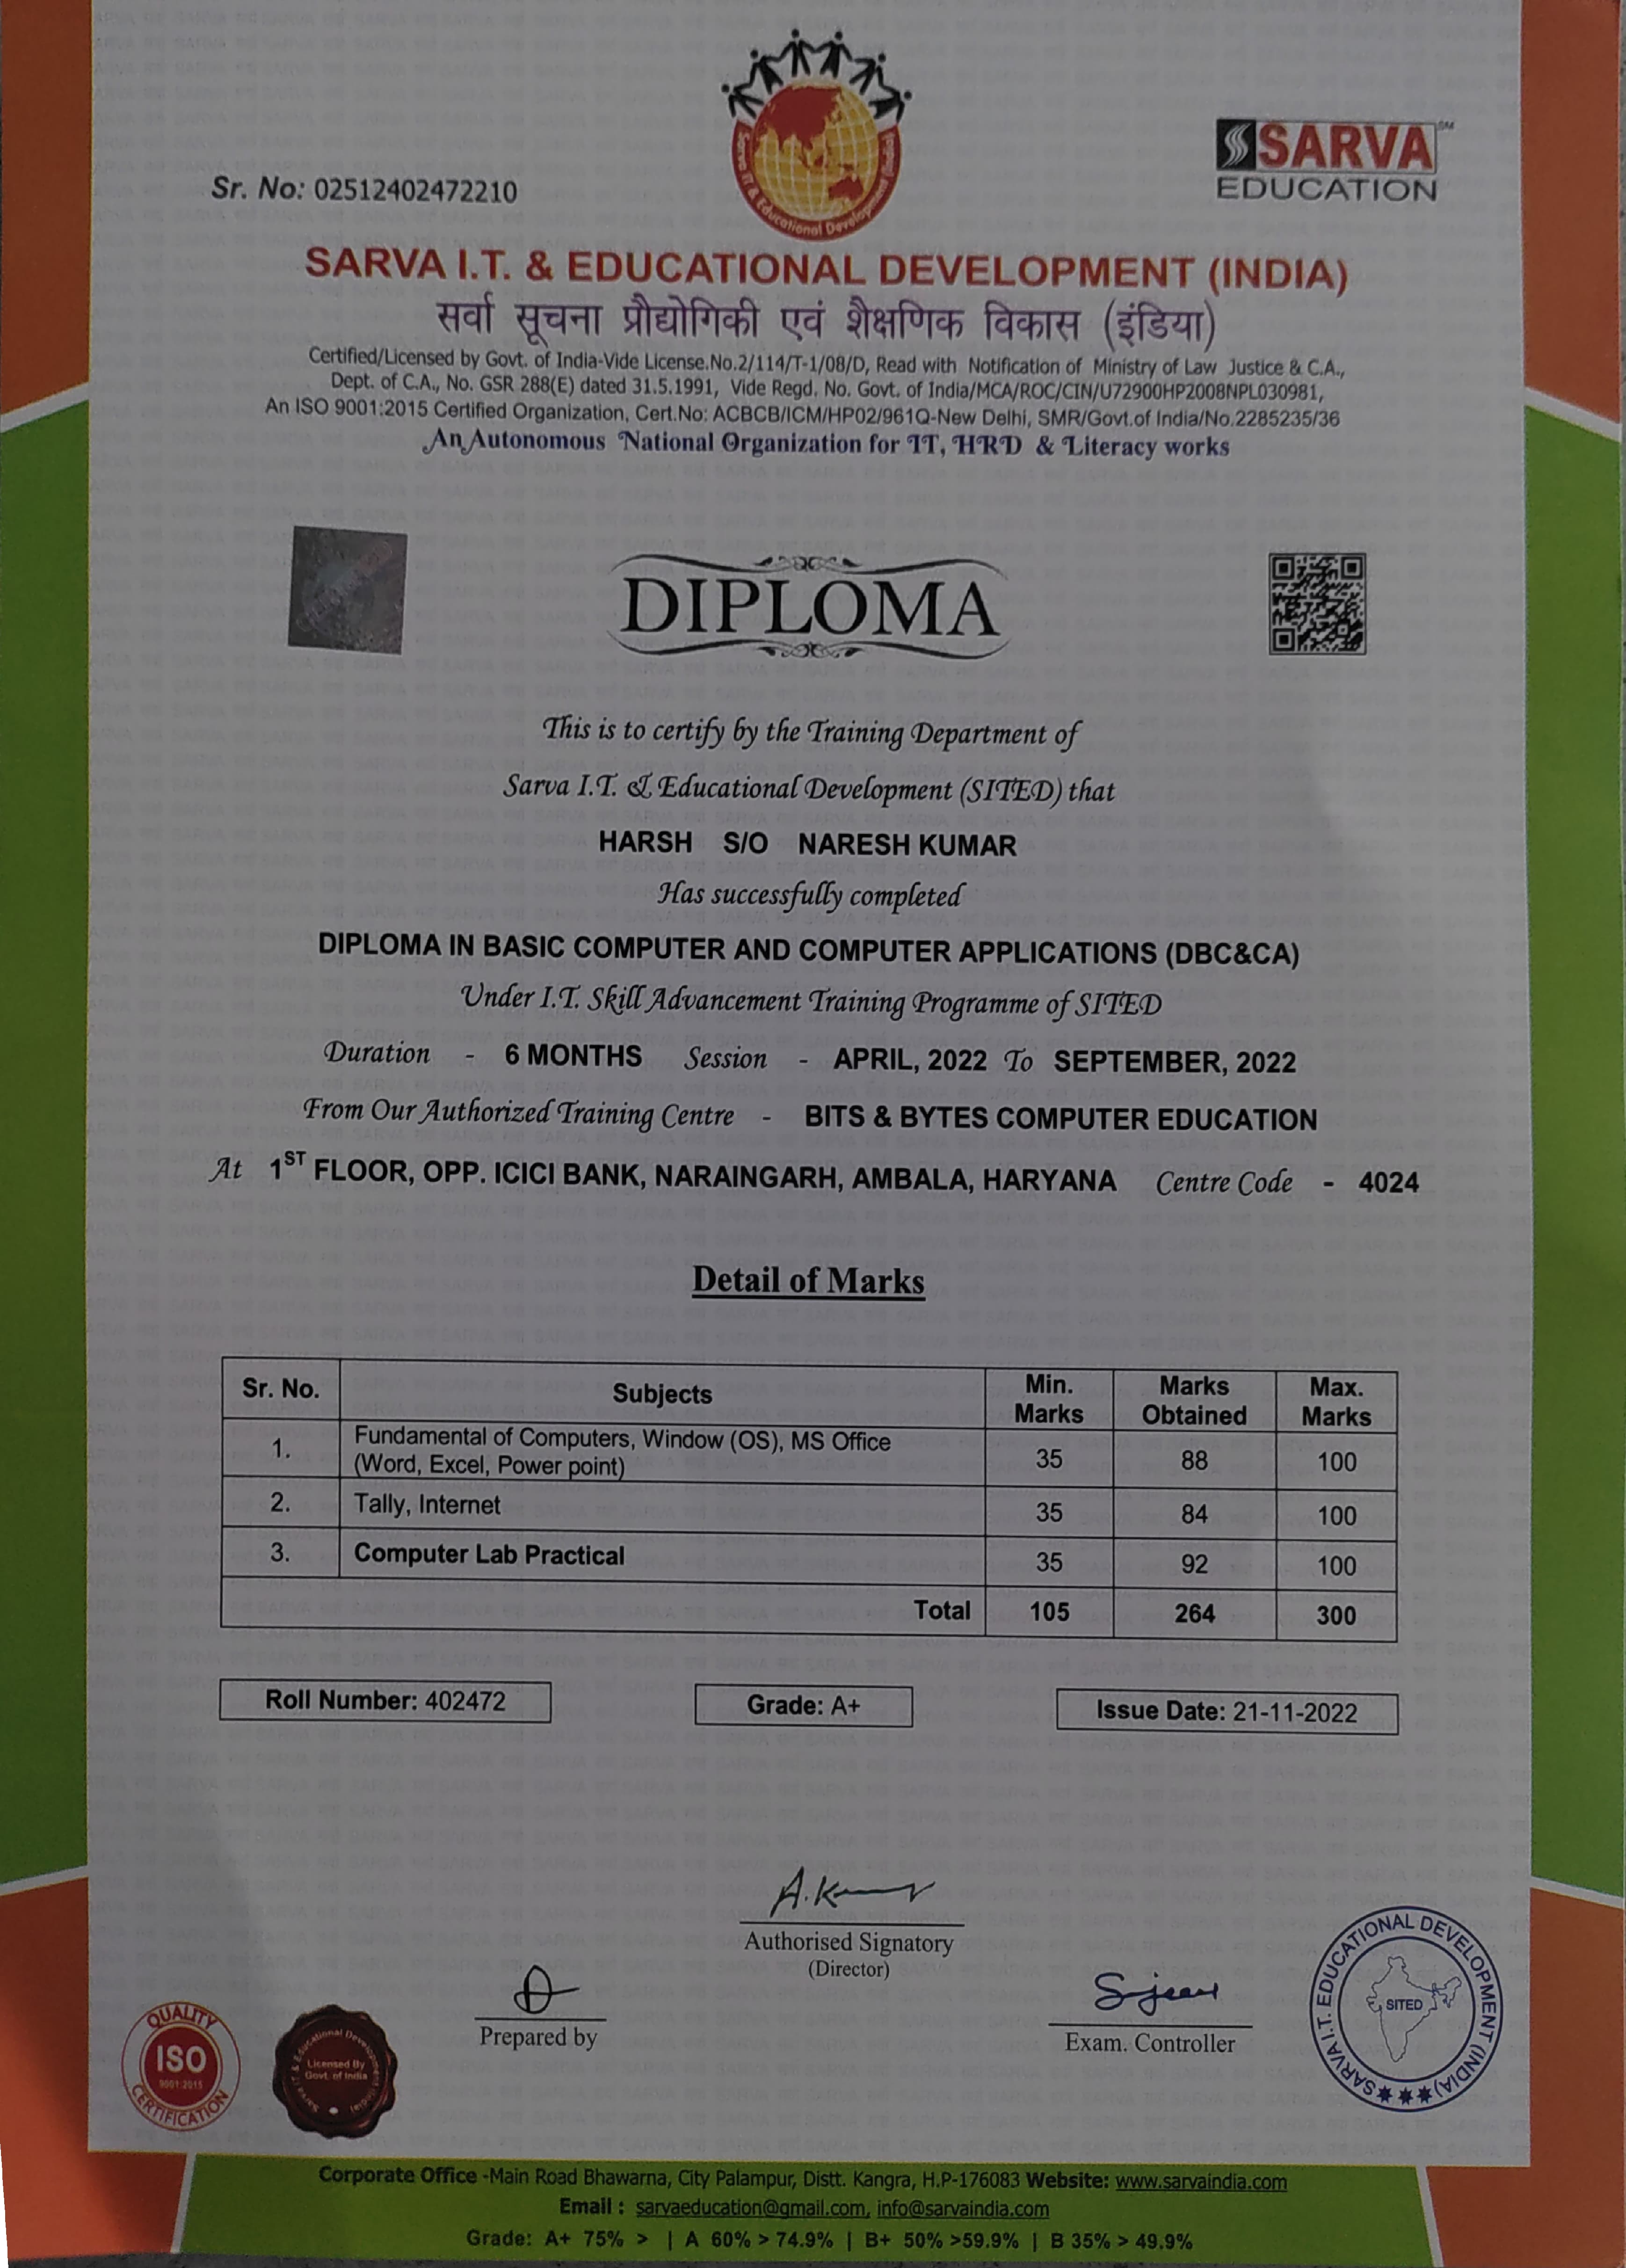 Sarva IT & Educational Development (India)
SARVA SM
EDUCATION
Sr. No: 02512402472210
SARVA I.T. & EDUCATIONAL DEVELOPMENT (INDIA)
सर्वा सूचना प्रौद्योगिकी एवं शैक्षणिक विकास (इंडिया)
Certified/Licensed by Govt. of India-Vide License.No.2/114/T-1/08/D, Read with Notification of Ministry of Law Justice & C.A.,
Dept. of C.A., No. GSR 288(E) dated 31.5.1991, Vide Regd. No. Govt. of India/MCA/ROC/CIN/U72900HP2008NPL030981,
An ISO 9001:2015 Certified Organization, Cert.No: ACBCB/ICM/HP02/961Q-New Delhi, SMR/Govt.of India/No.2285235/36
An Autonomous National Organization for IT, HRD & Literacy works
DIPLOMA
This is to certify by the Training Department of
Sarva I.T. & Educational Development (SITED) that
HARSH S/O NARESH KUMAR
Has successfully completed
DIPLOMA IN BASIC COMPUTER AND COMPUTER APPLICATIONS (DBC&CA)
Under I.T. Skill Advancement Training Programme of SITED
Duration - 6 MONTHS Session - APRIL, 2022 To SEPTEMBER, 2022
From Our Authorized Training Centre - BITS & BYTES COMPUTER EDUCATION
At 1ST FLOOR, OPP. ICICI BANK, NARAINGARH, AMBALA, HARYANA Centre Code - 4024
Detail of Marks
Sr. No. Subjects Min. Marks Marks Obtained Max. Marks
1. Fundamental of Computers, Window (OS), MS Office (Word, Excel, Power point) 35 88 100
2. Tally, Internet 35 84 100
3. Computer Lab Practical 35 92 100
Total 105 264 300
Roll Number: 402472 Grade: A+ Issue Date: 21-11-2022
A.K
Authorised Signatory
(Director)
Prepared by
Exam. Controller
QUALITY
ISO
9001:2015
CERTIFICATION
Licensed By
Govt. of India
SARVA I.T. EDUCATIONAL DEVELOPMENT (INDIA)
SITED
Corporate Office -Main Road Bhawarna, City Palampur, Distt. Kangra, H.P-176083 Website: www.sarvaindia.com
Email : sarvaeducation@gmail.com, info@sarvaindia.com
Grade: A+ 75% > | A 60% > 74.9% | B+ 50% >59.9% | B 35% > 49.9%